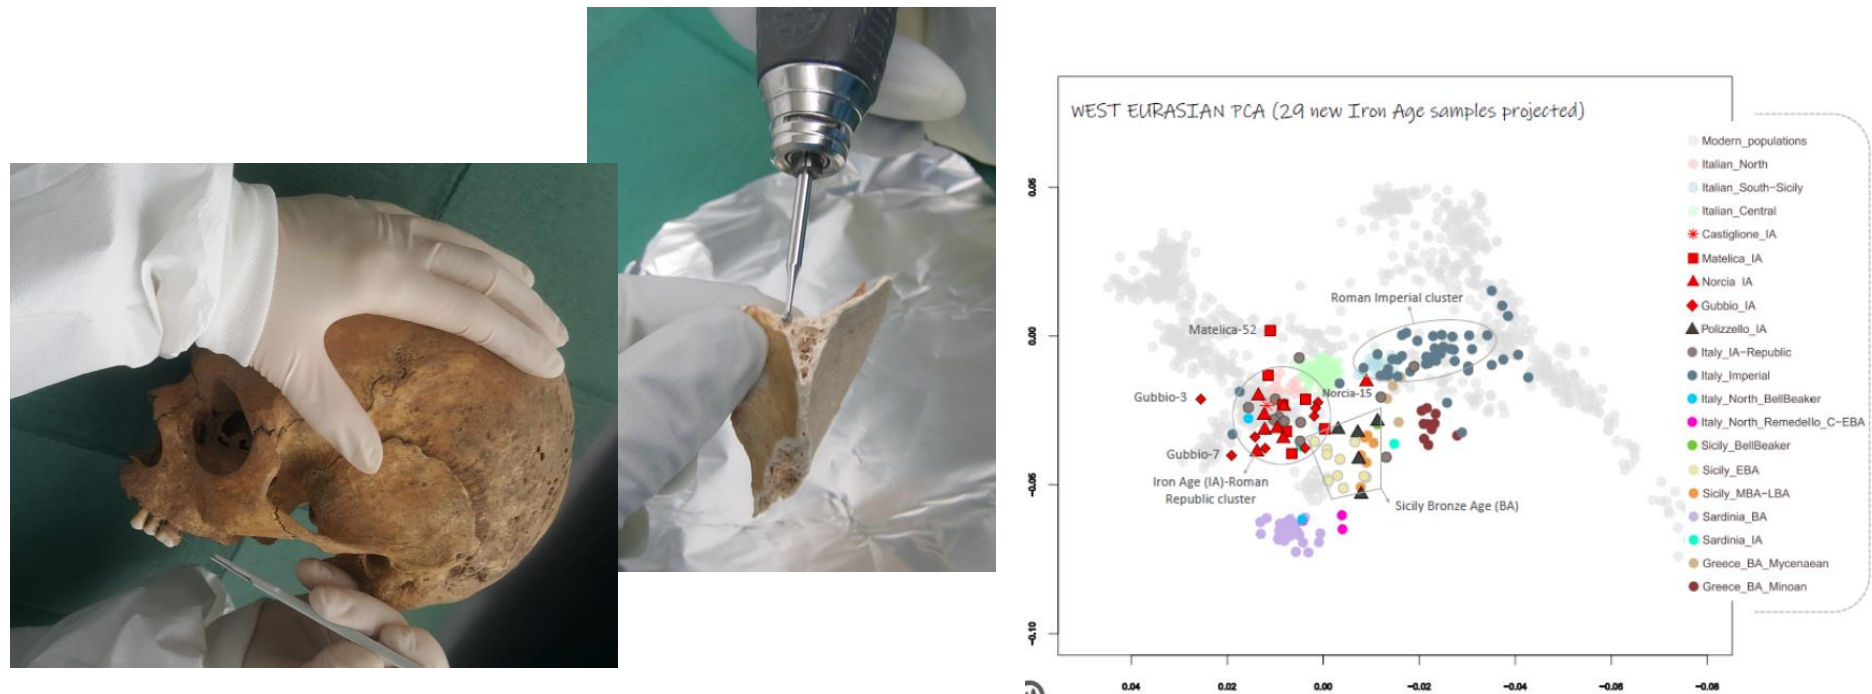 WEST EURASIAN PCA (29 new Iron Age samples projected)
Modern_populations
Italian_North
Italian_South-Sicily
Italian_Central
Castiglione_IA
Matelica_IA
Norcia IA
Gubbio_IA
Polizzello_IA
Italy_IA-Republic
Italy_Imperial
Italy_North_BellBeaker
Italy_North_Remedello_C-EBA
Sicily_BellBeaker
Sicily_EBA
Sicily_MBA-LBA
Sardinia_BA
Sardinia_IA
Greece_BA_Mycenaean
Greece_BA_Minoan
Roman Imperial cluster
Matelica-52
Gubbio-3
Norcia-15
Gubbio-7
Iron Age (IA)-Roman
Republic cluster
Sicily Bronze Age (BA)
0.05
0.00
-0.05
-0.10
0.04
0.02
0.00
-0.02
-0.04
-0.06
-0.08